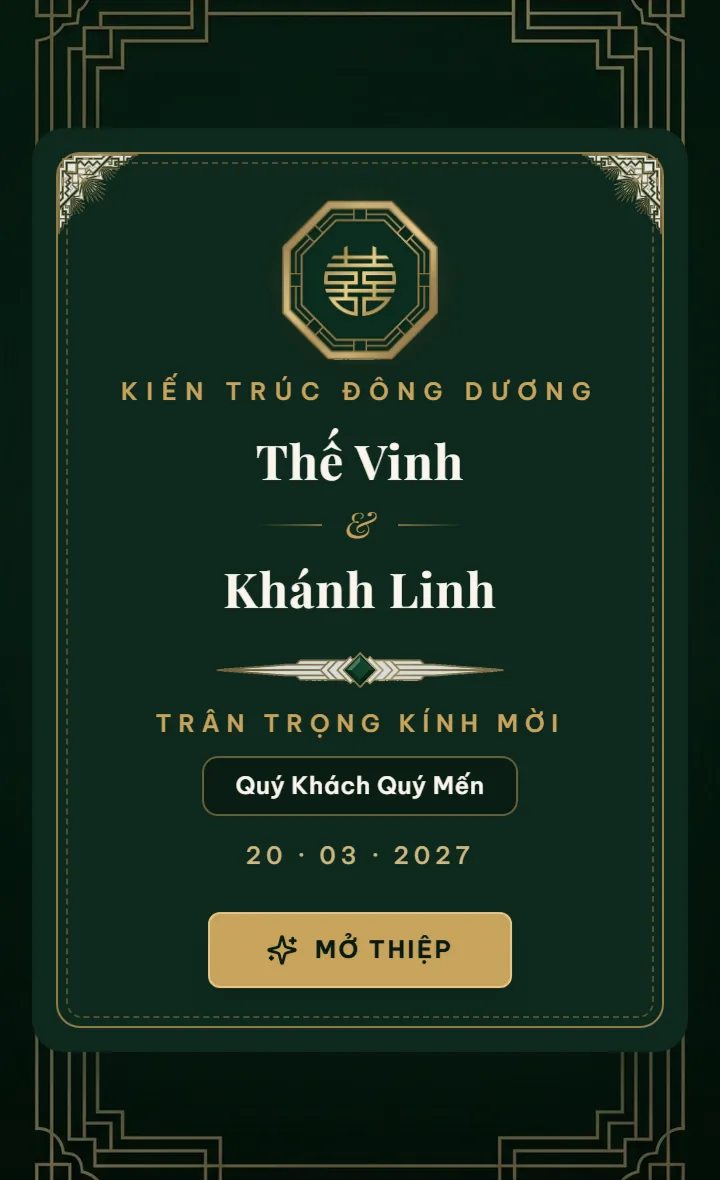 囍
KIẾN TRÚC ĐÔNG DƯƠNG
Thế Vinh
&
Khánh Linh
TRÂN TRỌNG KÍNH MỜI
Quý Khách Quý Mến
20 · 03 · 2027
MỞ THIỆP